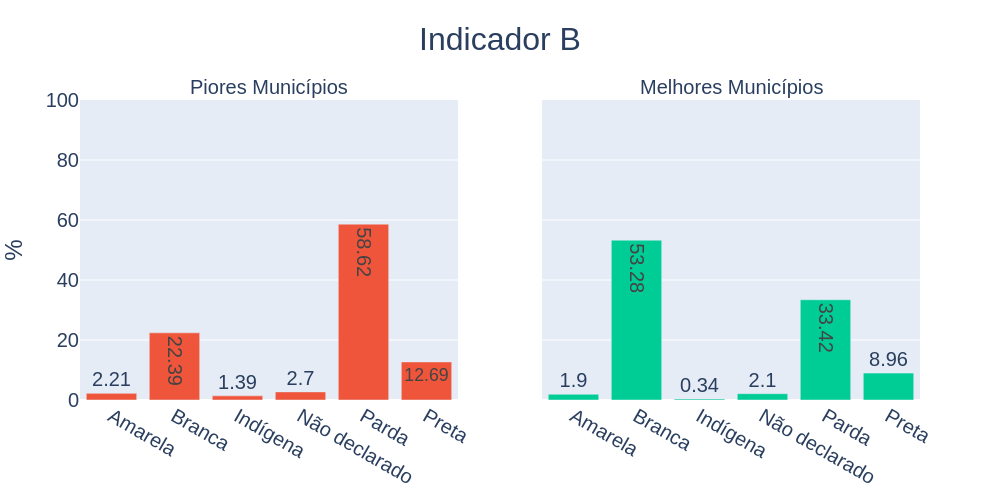 Indicador B
Piores Municípios
Melhores Municípios
%
100
80
60
40
20
0
2.21
22.39
1.39
2.7
58.62
12.69
Amarela
Branca
Indígena
Não declarado
Parda
Preta
1.9
53.28
0.34
2.1
33.42
8.96
Amarela
Branca
Indígena
Não declarado
Parda
Preta